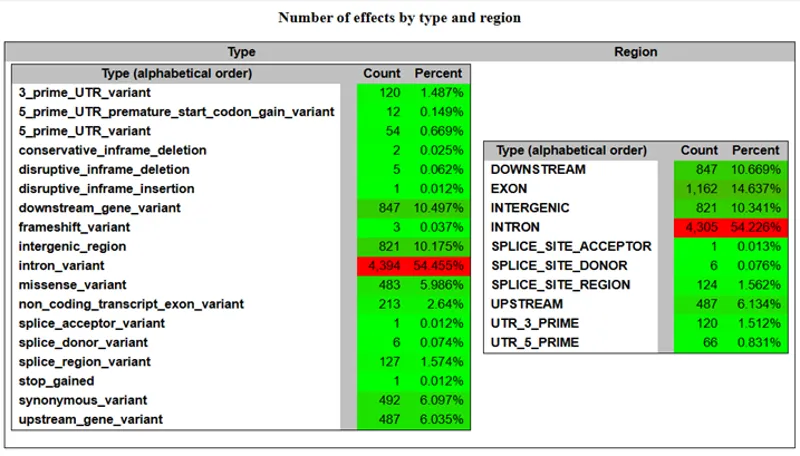 Number of effects by type and region
Type Region
Type (alphabetical order) Count Percent
3_prime_UTR_variant 120 1.487%
5_prime_UTR_premature_start_codon_gain_variant 12 0.149%
5_prime_UTR_variant 54 0.669%
conservative_inframe_deletion 2 0.025%
disruptive_inframe_deletion 5 0.062%
disruptive_inframe_insertion 1 0.012%
downstream_gene_variant 847 10.497%
frameshift_variant 3 0.037%
intergenic_region 821 10.175%
intron_variant 4,394 54.455%
missense_variant 483 5.986%
non_coding_transcript_exon_variant 213 2.64%
splice_acceptor_variant 1 0.012%
splice_donor_variant 6 0.074%
splice_region_variant 127 1.574%
stop_gained 1 0.012%
synonymous_variant 492 6.097%
upstream_gene_variant 487 6.035%
Type (alphabetical order) Count Percent
DOWNSTREAM 847 10.669%
EXON 1,162 14.637%
INTERGENIC 821 10.341%
INTRON 4,305 54.226%
SPLICE_SITE_ACCEPTOR 1 0.013%
SPLICE_SITE_DONOR 6 0.076%
SPLICE_SITE_REGION 124 1.562%
UPSTREAM 487 6.134%
UTR_3_PRIME 120 1.512%
UTR_5_PRIME 66 0.831%